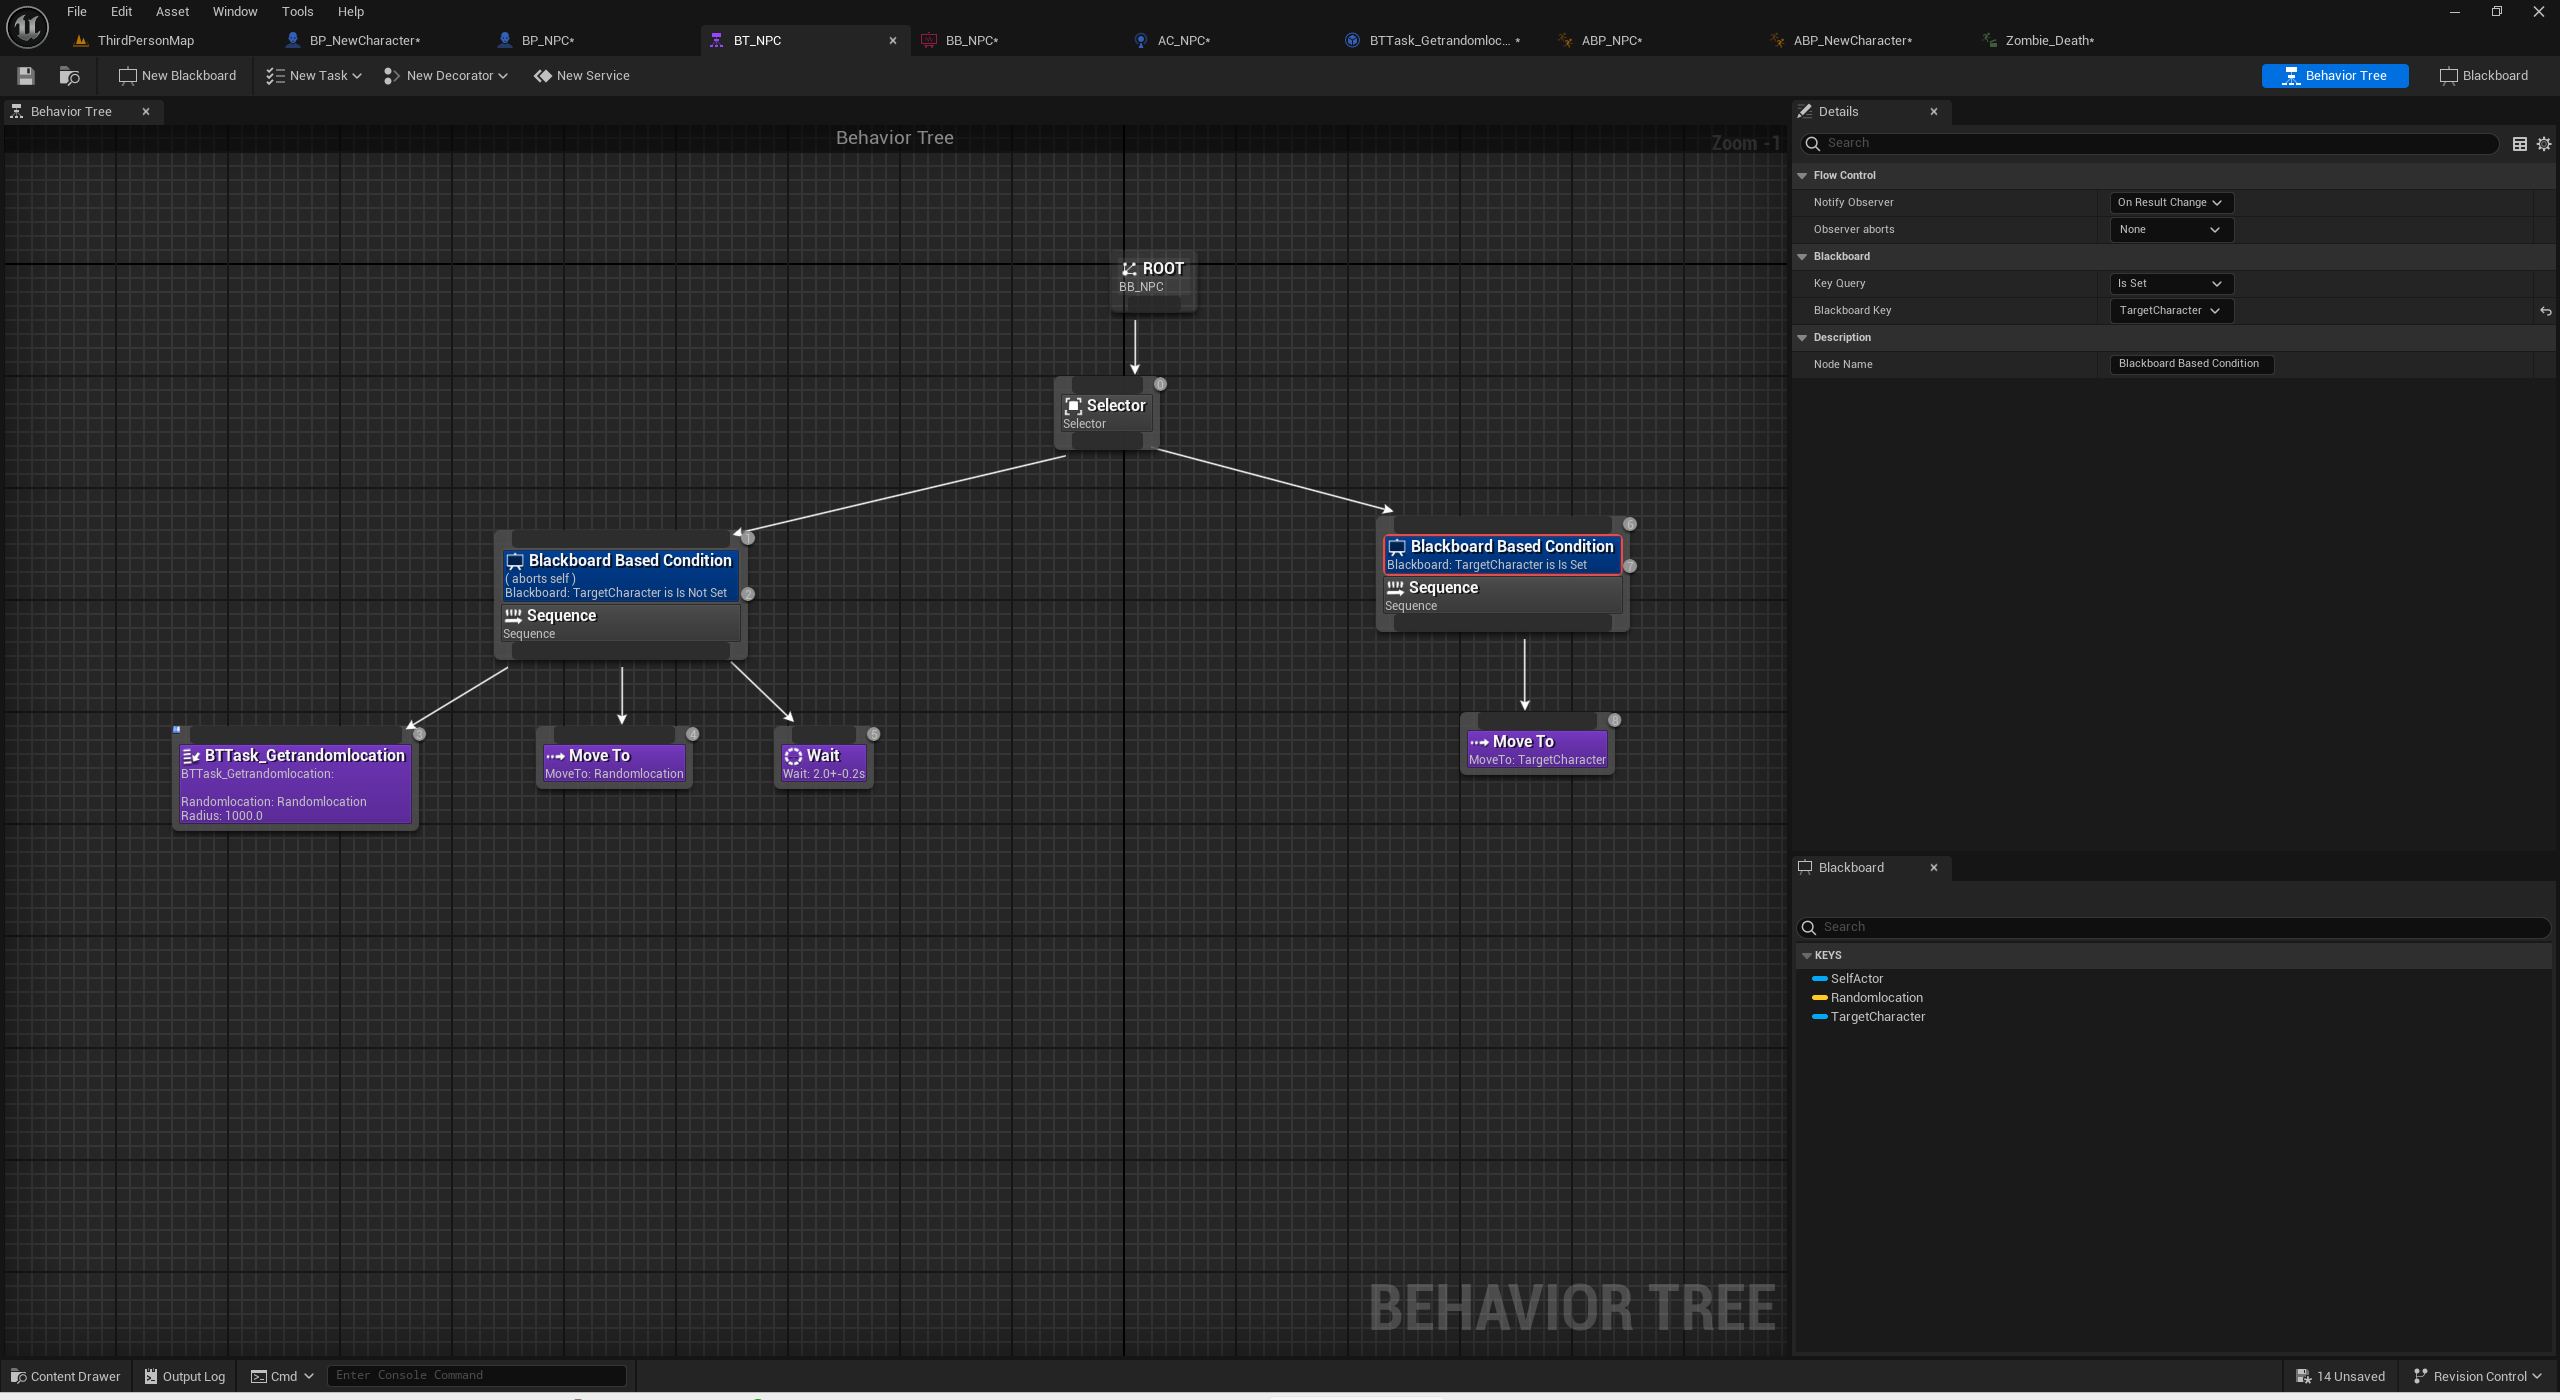 File Edit Asset Window Tools Help
ThirdPersonMap BP_NewCharacter* BP_NPC* BT_NPC BB_NPC* AC_NPC* BTTask_Getrandomloc... * ABP_NPC* ABP_NewCharacter* Zombie_Death*
New Blackboard New Task New Decorator New Service Behavior Tree Blackboard
Behavior Tree
Behavior Tree
Zoom -1
ROOT
BB_NPC
0
Selector
Selector
1
Blackboard Based Condition
( aborts self )
Blackboard: TargetCharacter is Is Not Set
2
Sequence
Sequence
6
Blackboard Based Condition
Blackboard: TargetCharacter is Is Set
7
Sequence
Sequence
3
BTTask_Getrandomlocation
BTTask_Getrandomlocation:
Randomlocation: Randomlocation
Radius: 1000.0
4
Move To
MoveTo: Randomlocation
5
Wait
Wait: 2.0+-0.2s
8
Move To
MoveTo: TargetCharacter
BEHAVIOR TREE
Details
Search
Flow Control
Notify Observer On Result Change
Observer aborts None
Blackboard
Key Query Is Set
Blackboard Key TargetCharacter
Description
Node Name Blackboard Based Condition
Blackboard
Search
KEYS
SelfActor
Randomlocation
TargetCharacter
Content Drawer Output Log Cmd Enter Console Command 14 Unsaved Revision Control